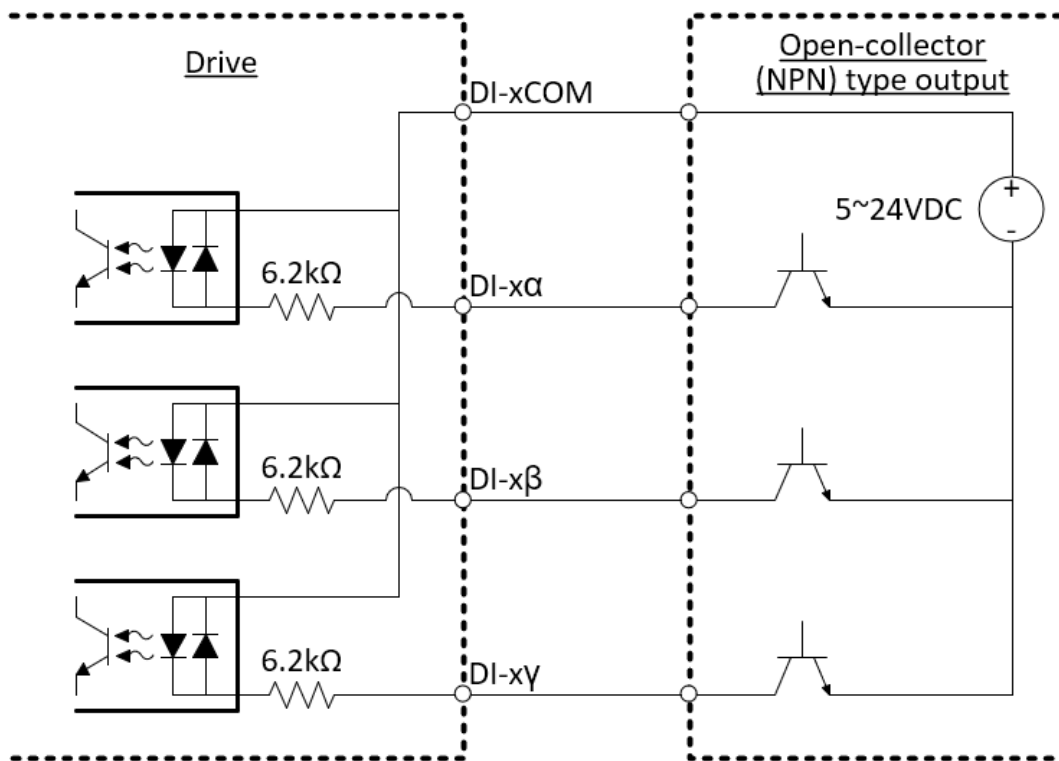 Drive
Open-collector
(NPN) type output
DI-xCOM
5~24VDC
+
-
6.2kΩ
DI-xα
6.2kΩ
DI-xβ
6.2kΩ
DI-xγ